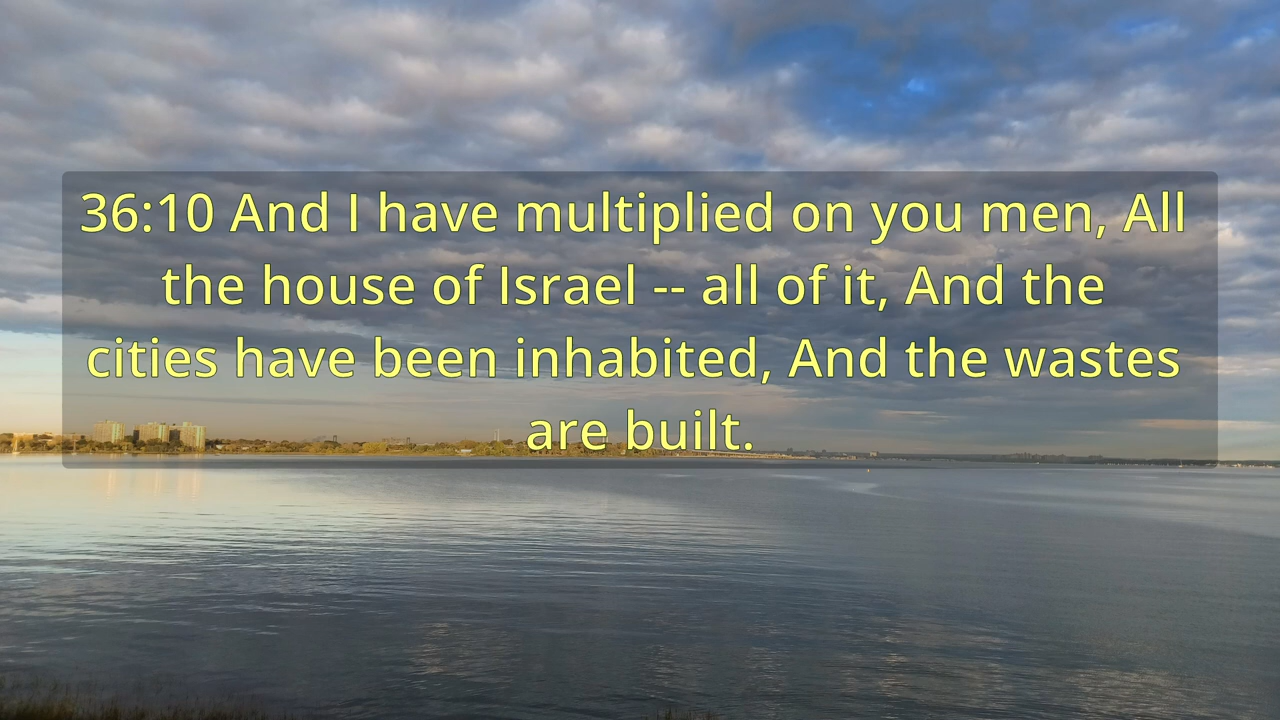 36:10 And I have multiplied on you men, All
the house of Israel -- all of it, And the
cities have been inhabited, And the wastes
are built.